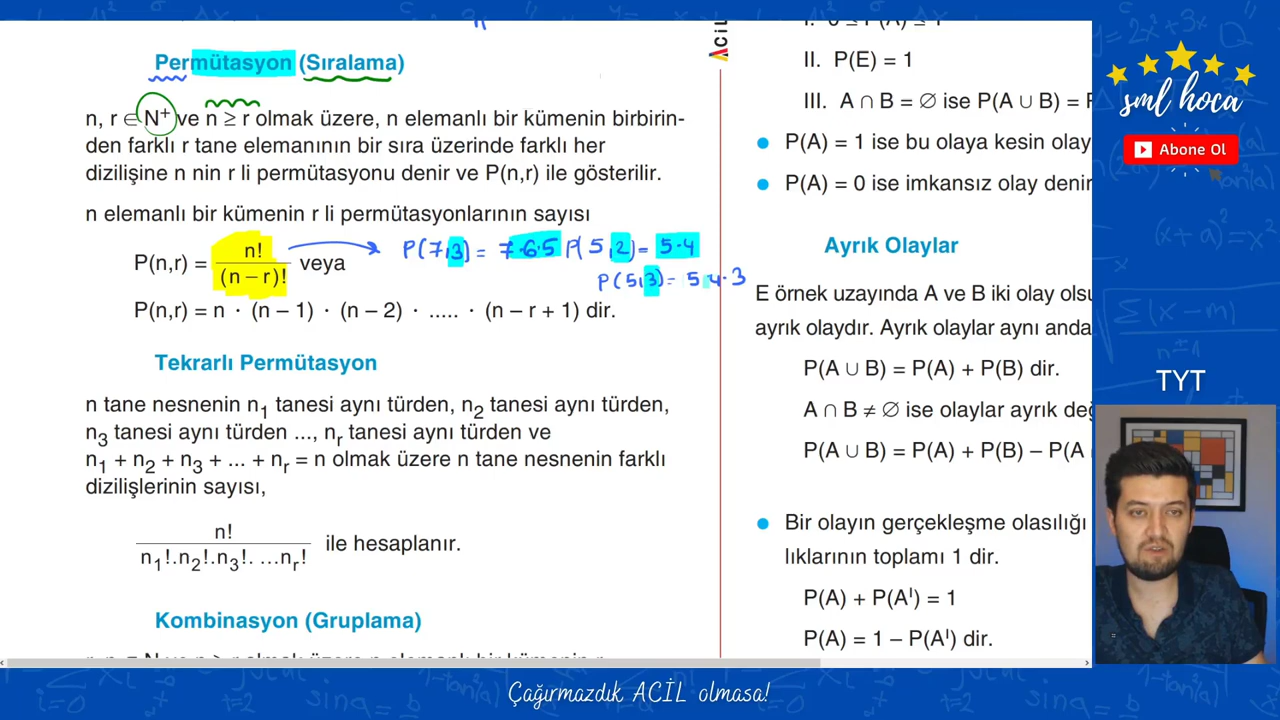 Permütasyon (Sıralama)
n, r ∈ N⁺ ve n ≥ r olmak üzere, n elemanlı bir kümenin birbirin-
den farklı r tane elemanının bir sıra üzerinde farklı her
dizilişine n nin r li permütasyonu denir ve P(n,r) ile gösterilir.
n elemanlı bir kümenin r li permütasyonlarının sayısı
P(n,r) = n! / (n – r)! veya
P(7,3) = 7·6·5 P(5,2) = 5·4
P(5,3) = 5·4·3
P(n,r) = n · (n – 1) · (n – 2) · ..... · (n – r + 1) dir.
Tekrarlı Permütasyon
n tane nesnenin n₁ tanesi aynı türden, n₂ tanesi aynı türden,
n₃ tanesi aynı türden ..., nᵣ tanesi aynı türden ve
n₁ + n₂ + n₃ + ... + nᵣ = n olmak üzere n tane nesnenin farklı
dizilişlerinin sayısı,
n! / n₁!.n₂!.n₃!. ...nᵣ! ile hesaplanır.
Kombinasyon (Gruplama)
ACİL
II. P(E) = 1
III. A ∩ B = ∅ ise P(A ∪ B) = P
• P(A) = 1 ise bu olaya kesin olay
• P(A) = 0 ise imkansız olay denir
Ayrık Olaylar
E örnek uzayında A ve B iki olay olsu
ayrık olaydır. Ayrık olaylar aynı anda
P(A ∪ B) = P(A) + P(B) dir.
A ∩ B ≠ ∅ ise olaylar ayrık değ
P(A ∪ B) = P(A) + P(B) – P(A
• Bir olayın gerçekleşme olasılığı
lıklarının toplamı 1 dir.
P(A) + P(Aᴵ) = 1
P(A) = 1 – P(Aᴵ) dir.
sml hoca
Abone Ol
TYT
Çağırmazdık ACİL olmasa!